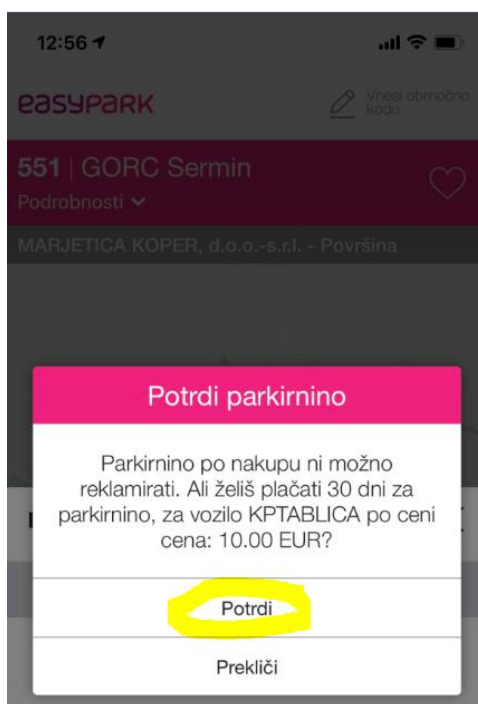 12:56
easypark
Vnesi območno
kodo
551 | GORC Sermin
Podrobnosti
MARJETICA KOPER, d.o.o.-s.r.l. - Površina
Potrdi parkirnino
Parkirnino po nakupu ni možno
reklamirati. Ali želiš plačati 30 dni za
parkirnino, za vozilo KPTABLICA po ceni
cena: 10.00 EUR?
Potrdi
Prekliči